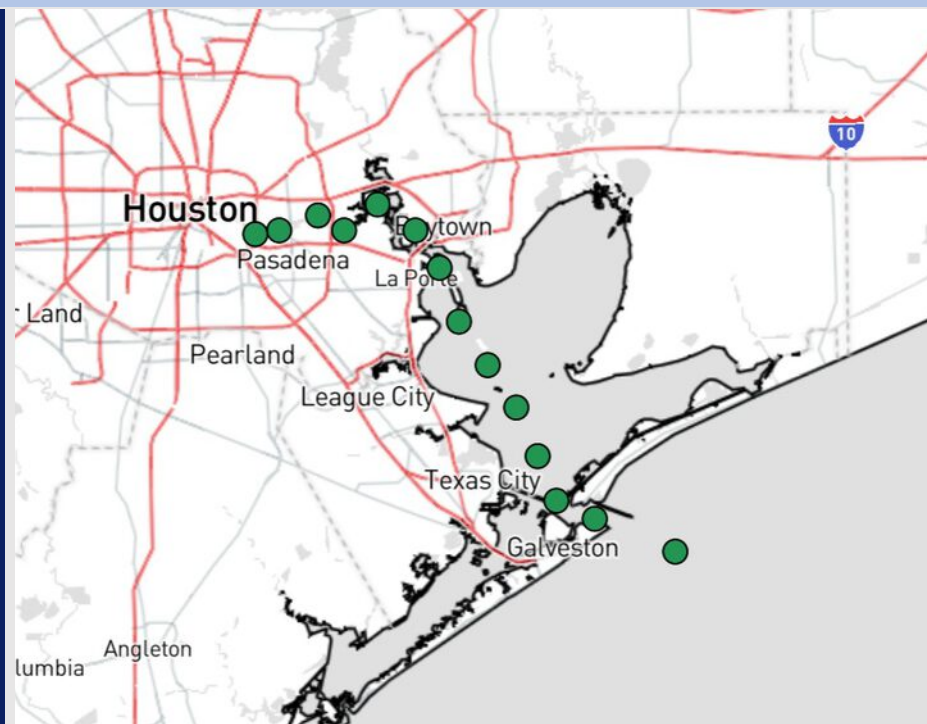 10
Houston
Baytown
Pasadena
La Porte
r Land
Pearland
League City
Texas City
Galveston
Angleton
lumbia